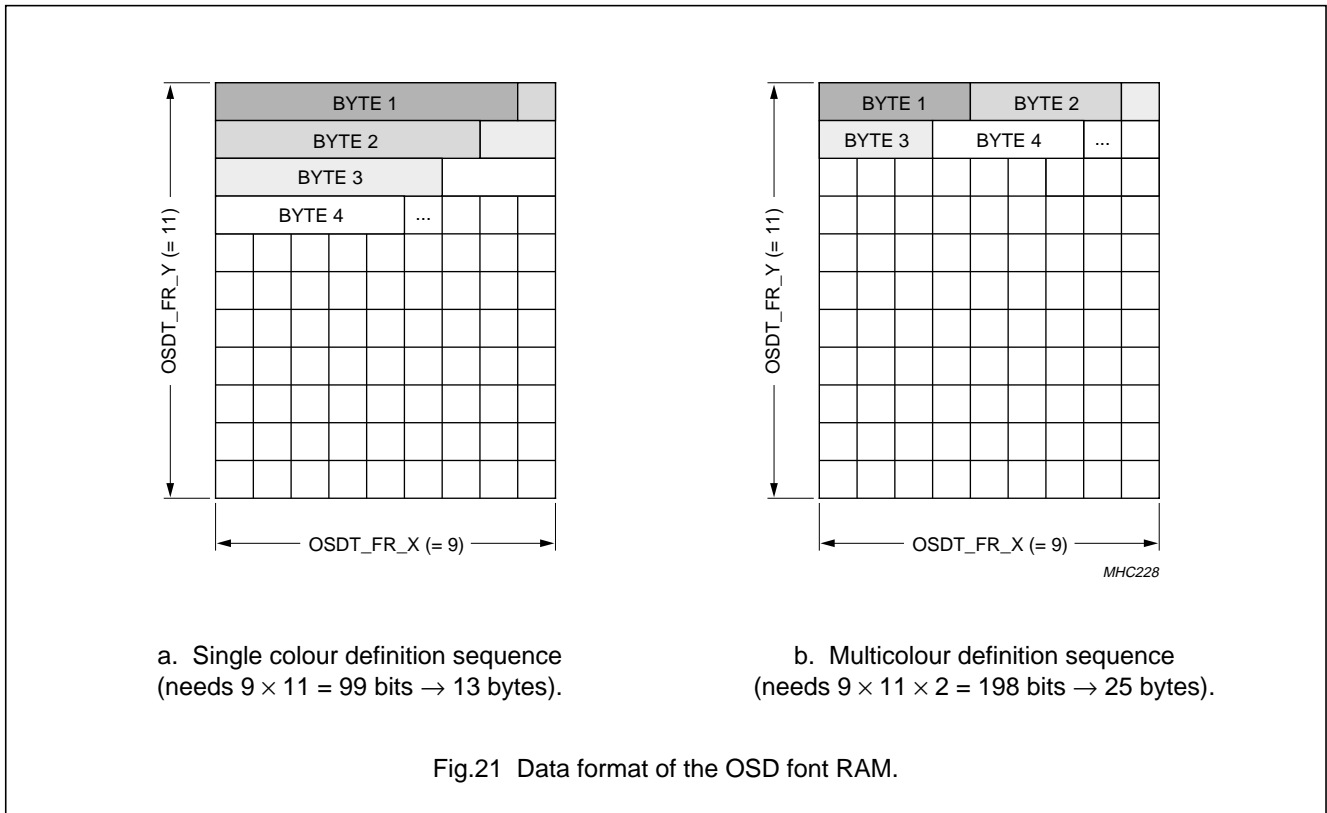 BYTE 1
BYTE 2
BYTE 3
BYTE 4 ...
OSDT_FR_Y (= 11)
OSDT_FR_X (= 9)
BYTE 1 BYTE 2
BYTE 3 BYTE 4 ...
OSDT_FR_Y (= 11)
OSDT_FR_X (= 9)
MHC228
a. Single colour definition sequence
(needs 9 × 11 = 99 bits → 13 bytes).
b. Multicolour definition sequence
(needs 9 × 11 × 2 = 198 bits → 25 bytes).
Fig.21 Data format of the OSD font RAM.